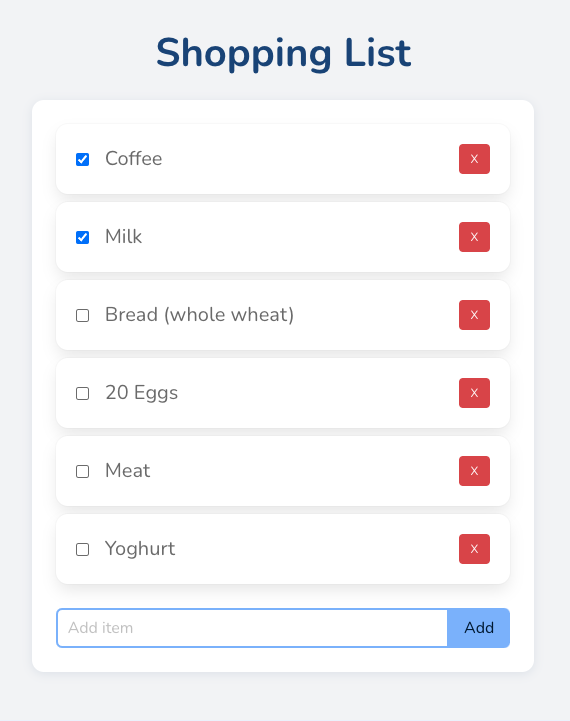 Shopping List
Coffee X
Milk X
Bread (whole wheat) X
20 Eggs X
Meat X
Yoghurt X
Add item Add